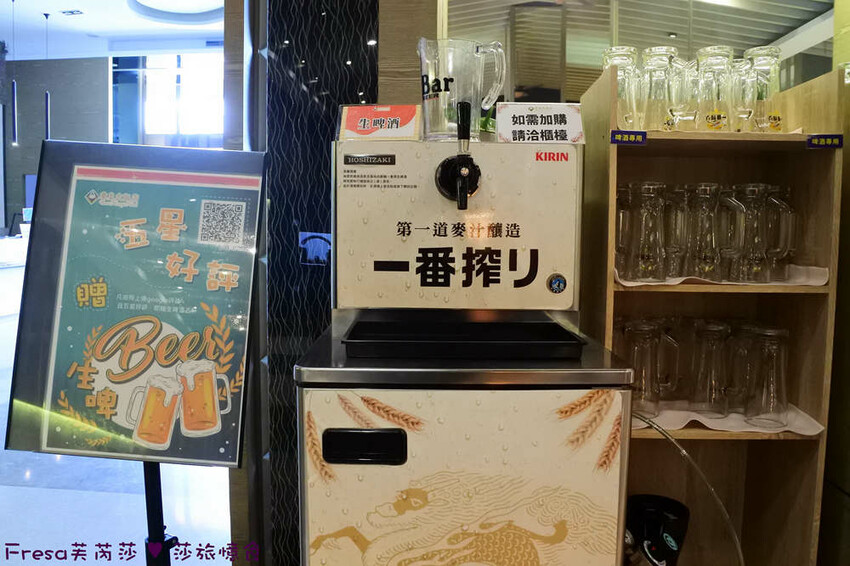 五星
好評
贈
Beer
生啤
Bar
生啤酒
如需加購
請洽櫃檯
HOSHIZAKI
KIRIN
第一道麥汁釀造
一番搾り
啤酒專用
啤酒專用
Fresa芙芮莎♥莎旅慢食